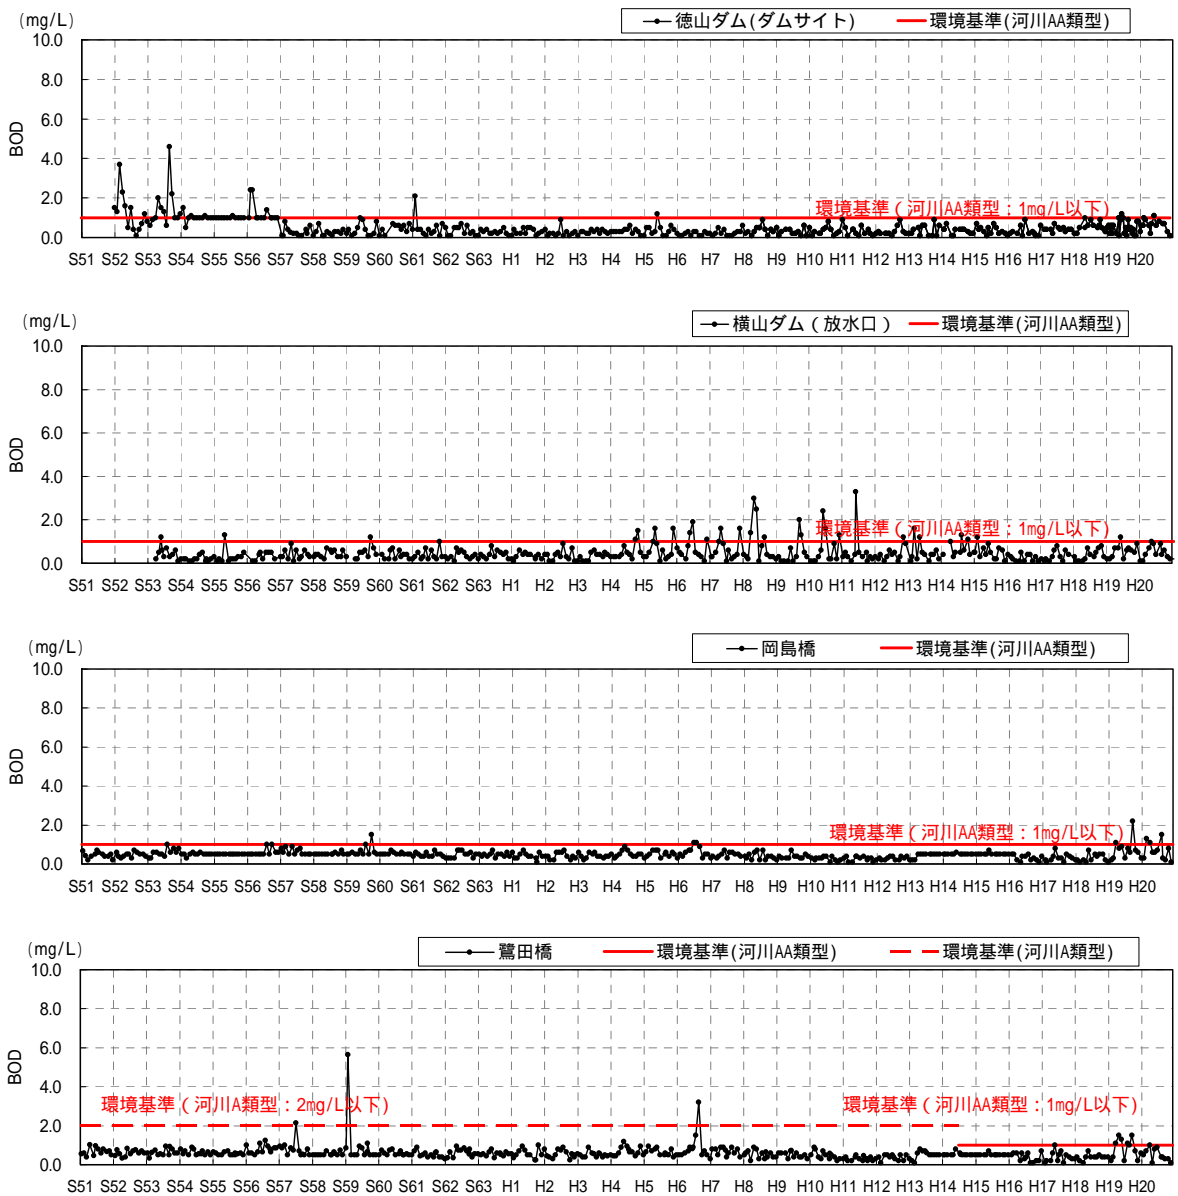 (mg/L)
徳山ダム(ダムサイト) 環境基準(河川AA類型)
10.0
8.0
6.0
4.0
2.0
0.0
BOD
環境基準（河川AA類型：1mg/L以下)
S51 S52 S53 S54 S55 S56 S57 S58 S59 S60 S61 S62 S63 H1 H2 H3 H4 H5 H6 H7 H8 H9 H10 H11 H12 H13 H14 H15 H16 H17 H18 H19 H20
(mg/L)
横山ダム（放水口） 環境基準(河川AA類型)
10.0
8.0
6.0
4.0
2.0
0.0
BOD
環境基準（河川AA類型：1mg/L以下)
S51 S52 S53 S54 S55 S56 S57 S58 S59 S60 S61 S62 S63 H1 H2 H3 H4 H5 H6 H7 H8 H9 H10 H11 H12 H13 H14 H15 H16 H17 H18 H19 H20
(mg/L)
岡島橋 環境基準(河川AA類型)
10.0
8.0
6.0
4.0
2.0
0.0
BOD
環境基準（河川AA類型：1mg/L以下)
S51 S52 S53 S54 S55 S56 S57 S58 S59 S60 S61 S62 S63 H1 H2 H3 H4 H5 H6 H7 H8 H9 H10 H11 H12 H13 H14 H15 H16 H17 H18 H19 H20
(mg/L)
鷺田橋 環境基準(河川AA類型) 環境基準(河川A類型)
10.0
8.0
6.0
4.0
2.0
0.0
BOD
環境基準（河川A類型：2mg/L以下) 環境基準（河川AA類型：1mg/L以下)
S51 S52 S53 S54 S55 S56 S57 S58 S59 S60 S61 S62 S63 H1 H2 H3 H4 H5 H6 H7 H8 H9 H10 H11 H12 H13 H14 H15 H16 H17 H18 H19 H20